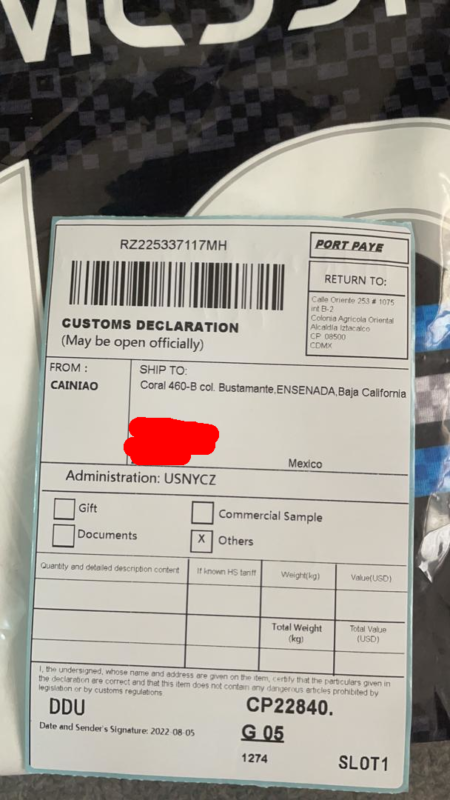 MESSI
RZ225337117MH
PORT PAYE
RETURN TO:
Calle Oriente 253 # 1075
int B-2
Colonia Agricola Oriental
Alcaldia Iztacalco
CP. 08500
CDMX
CUSTOMS DECLARATION
(May be open officially)
FROM :
CAINIAO
SHIP TO:
Coral 460-B col. Bustamante,ENSENADA,Baja California
Mexico
Administration: USNYCZ
Gift
Commercial Sample
Documents
X Others
Quantity and detailed description content
If known HS tariff
Weight(kg)
Value(USD)
Total Weight
(kg)
Total Value
(USD)
I, the undersigned, whose name and address are given on the item, certify that the particulars given in
the declaration are correct and that this item does not contain any dangerous articles prohibited by
legislation or by customs regulations
DDU
CP22840.
Date and Sender's Signature: 2022-08-05
G 05
1274
SLOT1